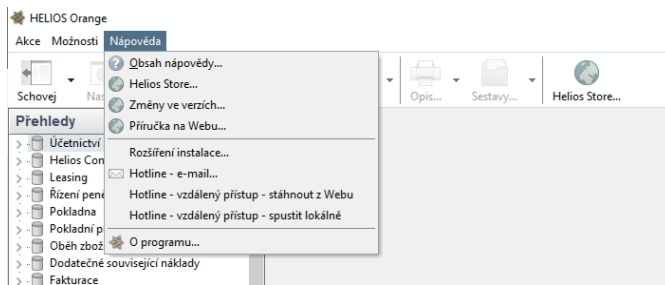 HELIOS Orange
Akce Možnosti Nápověda
Obsah nápovědy...
Helios Store...
Změny ve verzích...
Příručka na Webu...
Rozšíření instalace...
Hotline - e-mail...
Hotline - vzdálený přístup - stáhnout z Webu
Hotline - vzdálený přístup - spustit lokálně
O programu...
Schovej Nas Opis... Sestavy... Helios Store...
Přehledy
Účetnictví
Helios Con
Leasing
Řízení peně
Pokladna
Pokladní p
Oběh zbož
Dodatečné související náklady
Fakturace